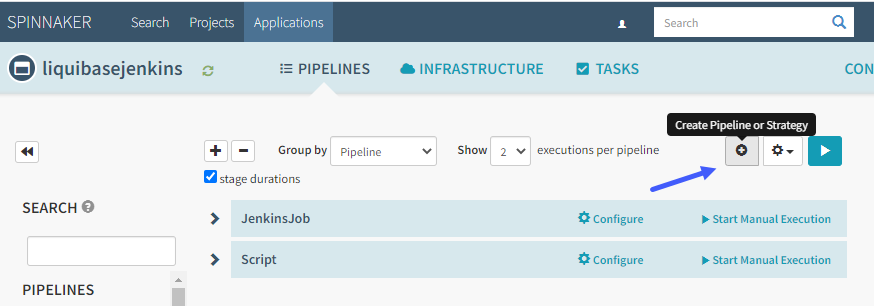 SPINNAKER Search Projects Applications Search
liquibasejenkins PIPELINES INFRASTRUCTURE TASKS CON
Create Pipeline or Strategy
Group by Pipeline Show 2 executions per pipeline
stage durations
SEARCH
JenkinsJob Configure Start Manual Execution
Script Configure Start Manual Execution
PIPELINES